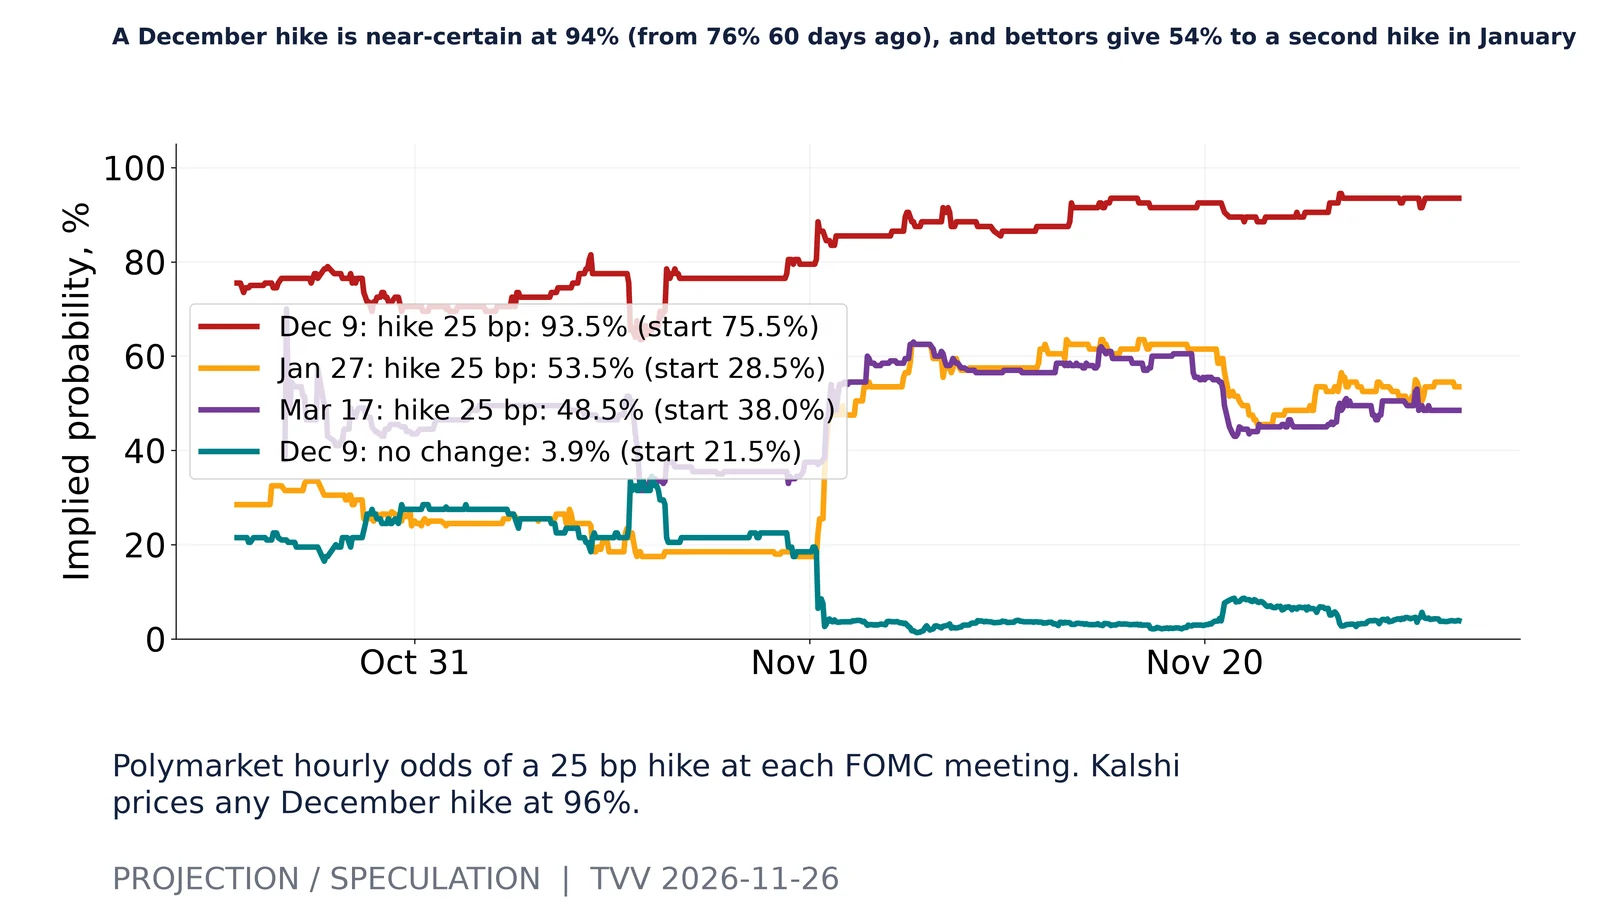 A December hike is near-certain at 94% (from 76% 60 days ago), and bettors give 54% to a second hike in January
Implied probability, %
100
80
60
40
20
0
Dec 9: hike 25 bp: 93.5% (start 75.5%)
Jan 27: hike 25 bp: 53.5% (start 28.5%)
Mar 17: hike 25 bp: 48.5% (start 38.0%)
Dec 9: no change: 3.9% (start 21.5%)
Oct 31
Nov 10
Nov 20
Polymarket hourly odds of a 25 bp hike at each FOMC meeting. Kalshi
prices any December hike at 96%.
PROJECTION / SPECULATION | TVV 2026-11-26